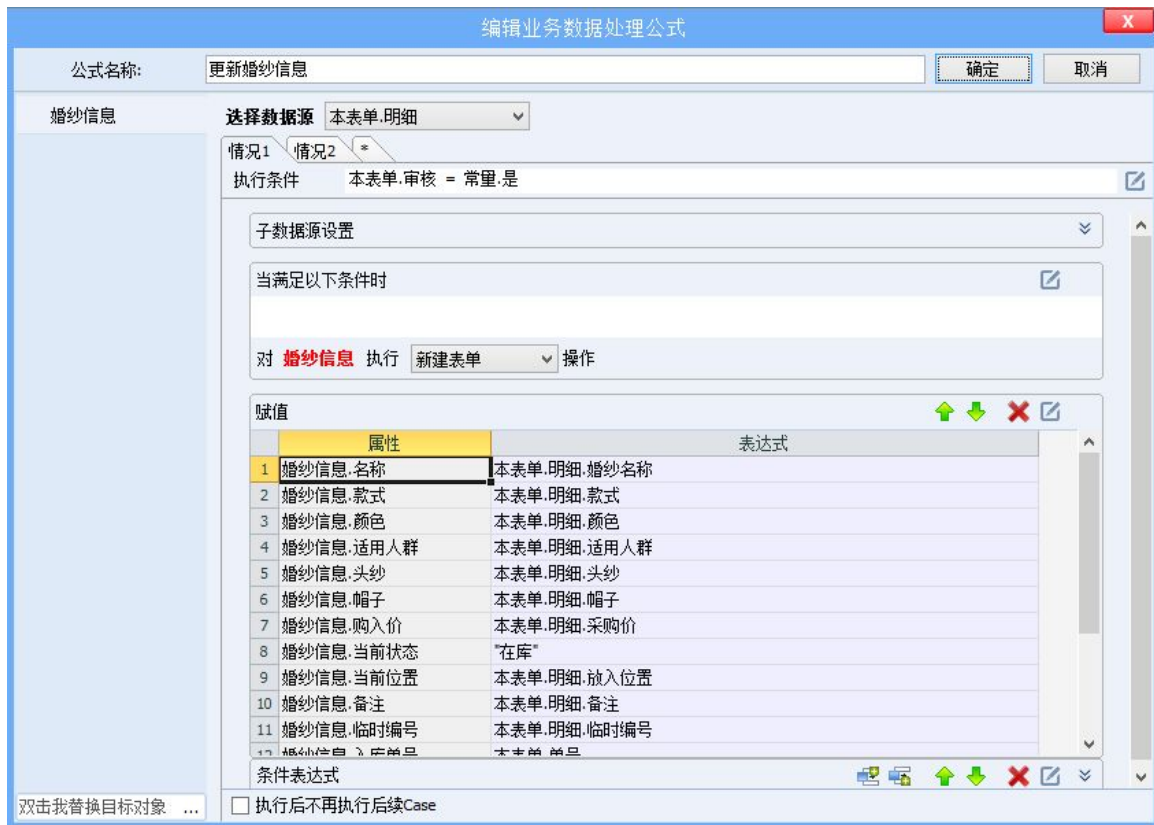 编辑业务数据处理公式
X
公式名称: 更新婚纱信息 确定 取消
婚纱信息
选择数据源 本表单.明细
情况1 情况2 *
执行条件 本表单.审核 = 常量.是
子数据源设置
当满足以下条件时
对 婚纱信息 执行 新建表单 操作
赋值
属性 表达式
1 婚纱信息.名称 本表单.明细.婚纱名称
2 婚纱信息.款式 本表单.明细.款式
3 婚纱信息.颜色 本表单.明细.颜色
4 婚纱信息.适用人群 本表单.明细.适用人群
5 婚纱信息.头纱 本表单.明细.头纱
6 婚纱信息.帽子 本表单.明细.帽子
7 婚纱信息.购入价 本表单.明细.采购价
8 婚纱信息.当前状态 "在库"
9 婚纱信息.当前位置 本表单.明细.放入位置
10 婚纱信息.备注 本表单.明细.备注
11 婚纱信息.临时编号 本表单.明细.临时编号
12 婚纱信息.入库单号 本表单.单号
条件表达式
双击我替换目标对象 ...
执行后不再执行后续Case